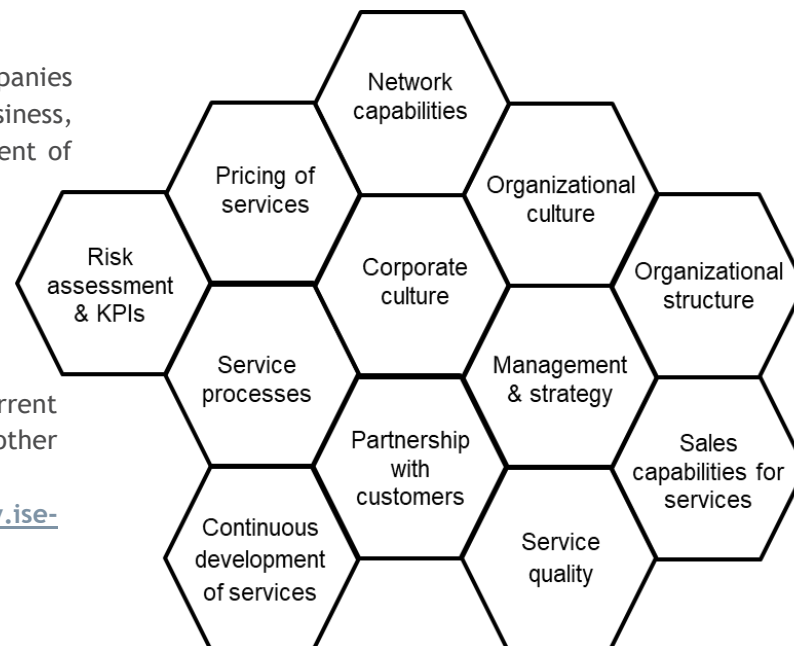 panies
siness,
ent of
rrent
other
y.ise-
Network
capabilities
Pricing of
services
Organizational
culture
Risk
assessment
& KPIs
Corporate
culture
Organizational
structure
Service
processes
Management
& strategy
Partnership
with
customers
Sales
capabilities for
services
Continuous
development
of services
Service
quality